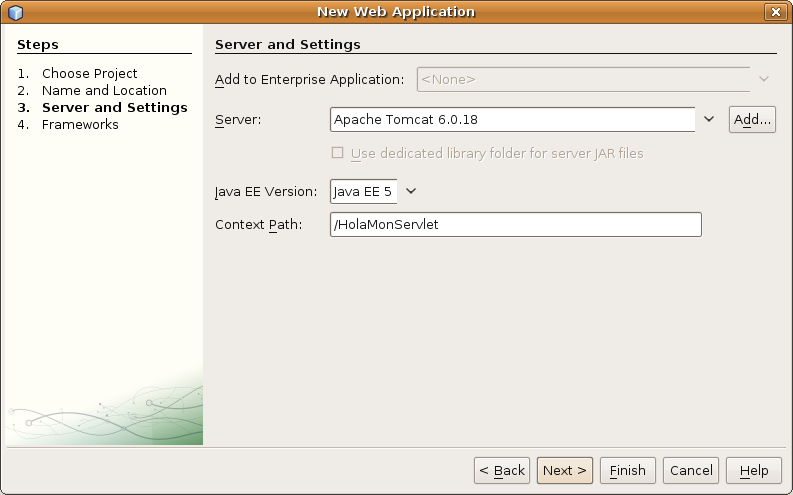 New Web Application
Steps
1. Choose Project
2. Name and Location
3. Server and Settings
4. Frameworks
Server and Settings
Add to Enterprise Application: <None>
Server: Apache Tomcat 6.0.18 Add...
Use dedicated library folder for server JAR files
Java EE Version: Java EE 5
Context Path: /HolaMonServlet
< Back Next > Finish Cancel Help